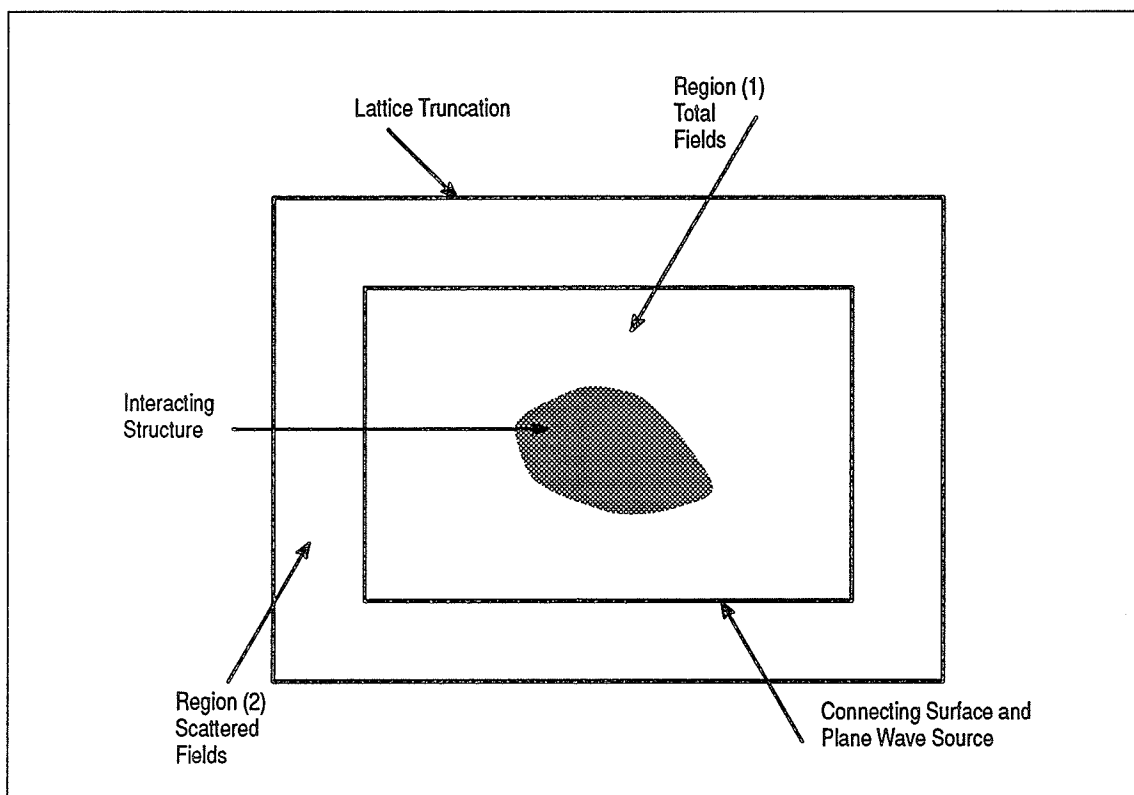 Region (1)
Total
Fields
Lattice Truncation
Interacting
Structure
Region (2)
Scattered
Fields
Connecting Surface and
Plane Wave Source